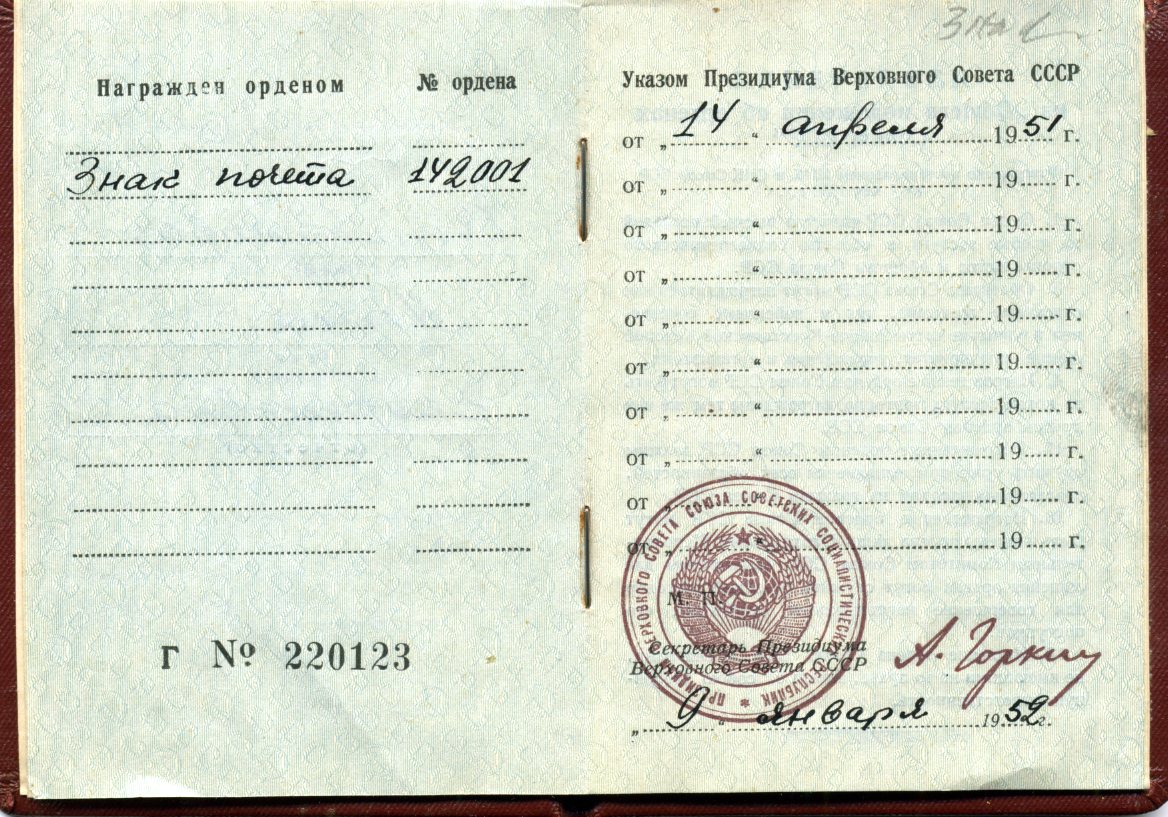 Знак
Награжден орденом № ордена
Знак почета 142001
Г № 220123
Указом Президиума Верховного Совета СССР
от „ 14 “ апреля 1951 г.
от „ “ 19 г.
от „ “ 19 г.
от „ “ 19 г.
от „ “ 19 г.
от „ “ 19 г.
от „ “ 19 г.
от „ “ 19 г.
от „ “ 19 г.
от „ “ 19 г.
М. П.
ПРЕЗИДИУМ ВЕРХОВНОГО СОВЕТА СОЮЗА СОВЕТСКИХ СОЦИАЛИСТИЧЕСКИХ РЕСПУБЛИК
Секретарь Президиума
Верховного Совета СССР
А. Горкин
„ 9 “ января 1952 г.